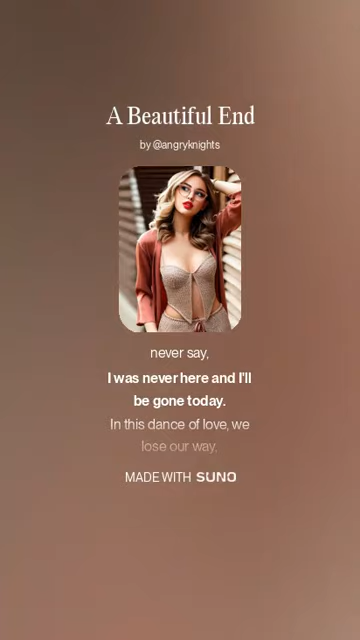 A Beautiful End
by @angryknights
never say,
I was never here and I'll
be gone today.
In this dance of love, we
lose our way,
MADE WITH SUNO